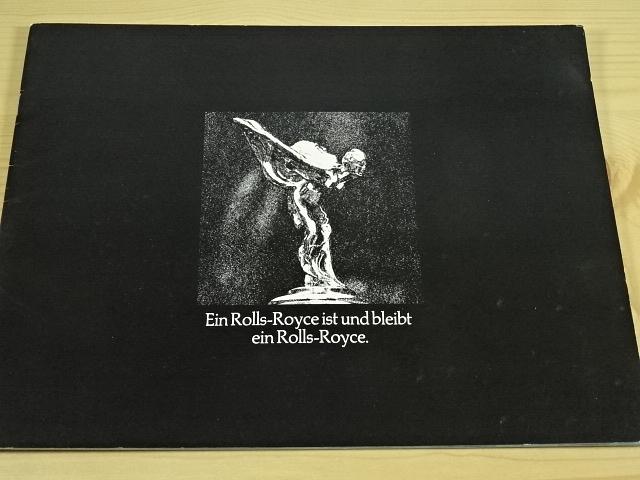 Ein Rolls-Royce ist und bleibt
ein Rolls-Royce.